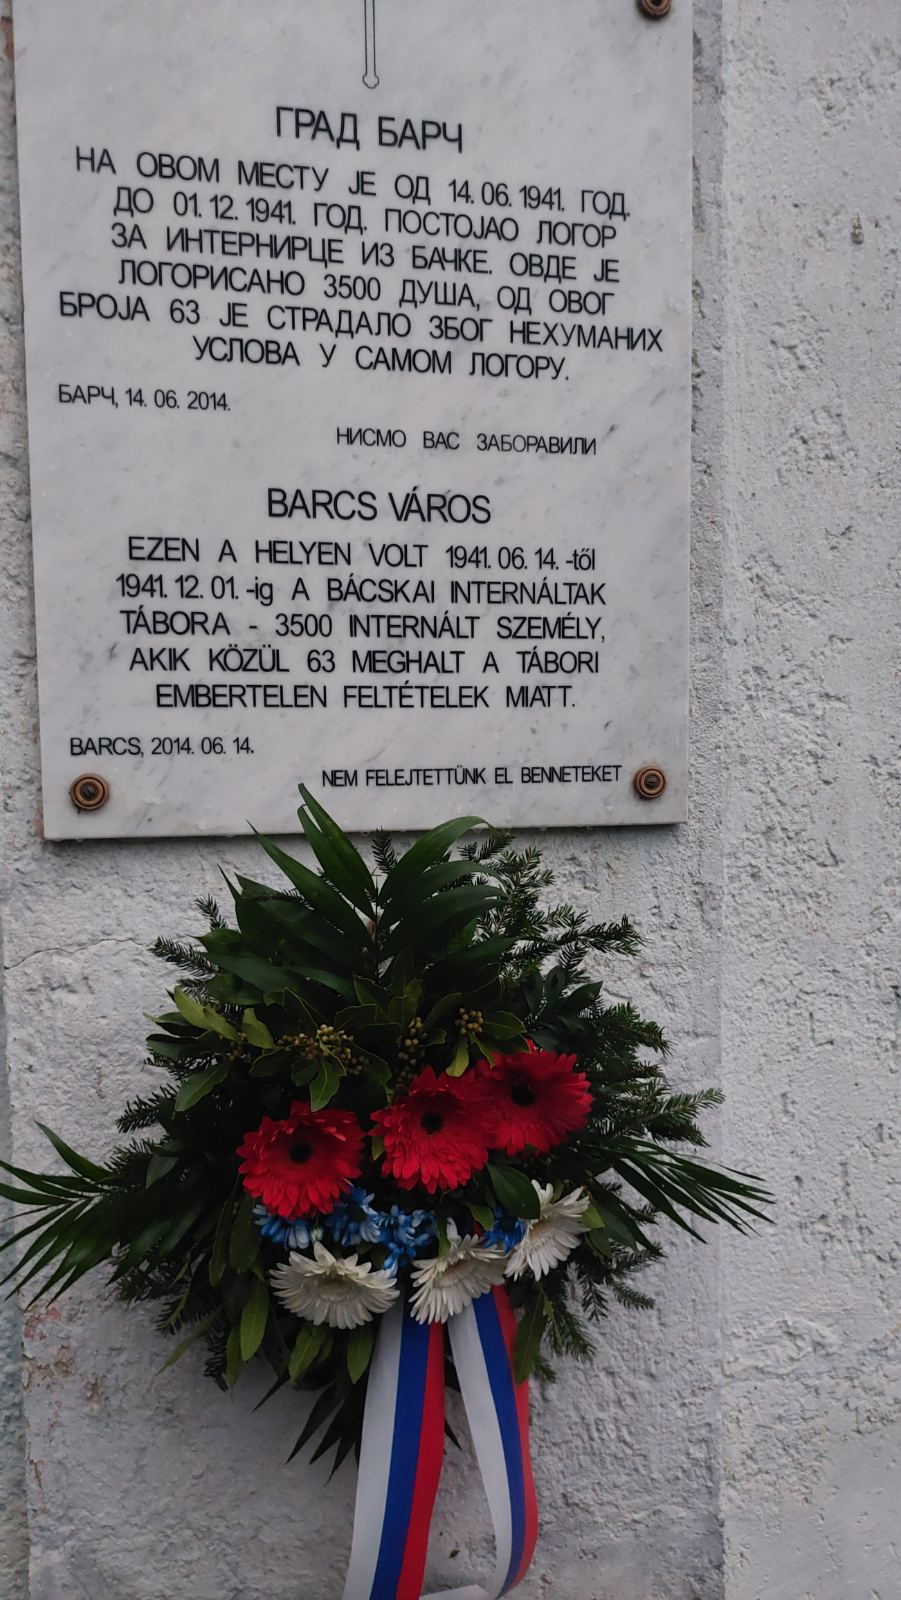 ГРАД БАРЧ
НА ОВОМ МЕСТУ ЈЕ ОД 14. 06. 1941. ГОД.
ДО 01. 12. 1941. ГОД. ПОСТОЈАО ЛОГОР
ЗА ИНТЕРНИРЦЕ ИЗ БАЧКЕ. ОВДЕ ЈЕ
ЛОГОРИСАНО 3500 ДУША, ОД ОВОГ
БРОЈА 63 ЈЕ СТРАДАЛО ЗБОГ НЕХУМАНИХ
УСЛОВА У САМОМ ЛОГОРУ.
БАРЧ, 14. 06. 2014.
НИСМО ВАС ЗАБОРАВИЛИ
BARCS VÁROS
EZEN A HELYEN VOLT 1941. 06. 14. -től
1941. 12. 01. -ig A BÁCSKAI INTERNÁLTAK
TÁBORA - 3500 INTERNÁLT SZEMÉLY,
AKIK KÖZÜL 63 MEGHALT A TÁBORI
EMBERTELEN FELTÉTELEK MIATT.
BARCS, 2014. 06. 14.
NEM FELEJTETTÜNK EL BENNETEKET